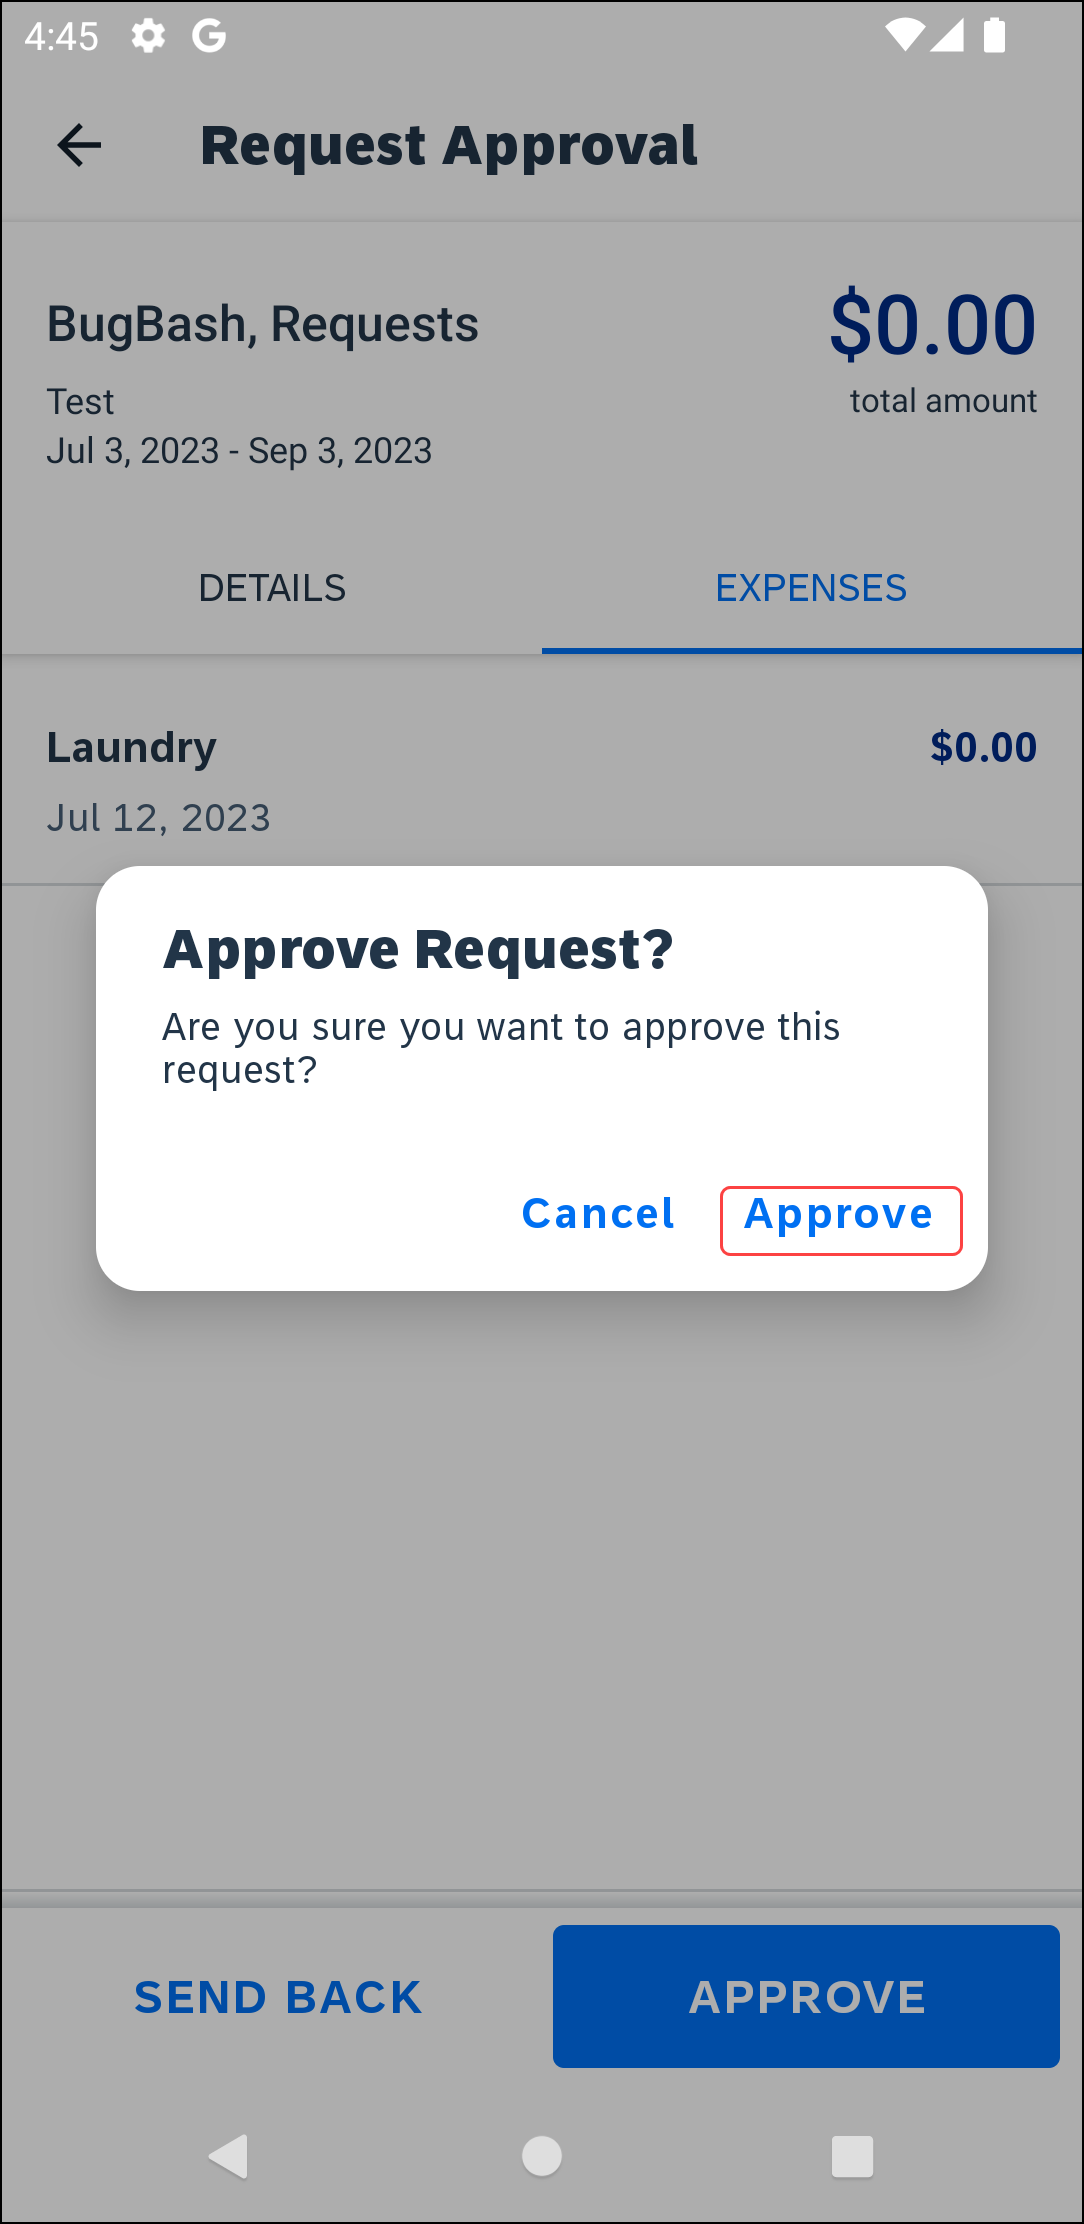 4:45
Request Approval
BugBash, Requests
$0.00
Test
total amount
Jul 3, 2023 - Sep 3, 2023
DETAILS
EXPENSES
Laundry
$0.00
Jul 12, 2023
Approve Request?
Are you sure you want to approve this
request?
Cancel
Approve
SEND BACK
APPROVE